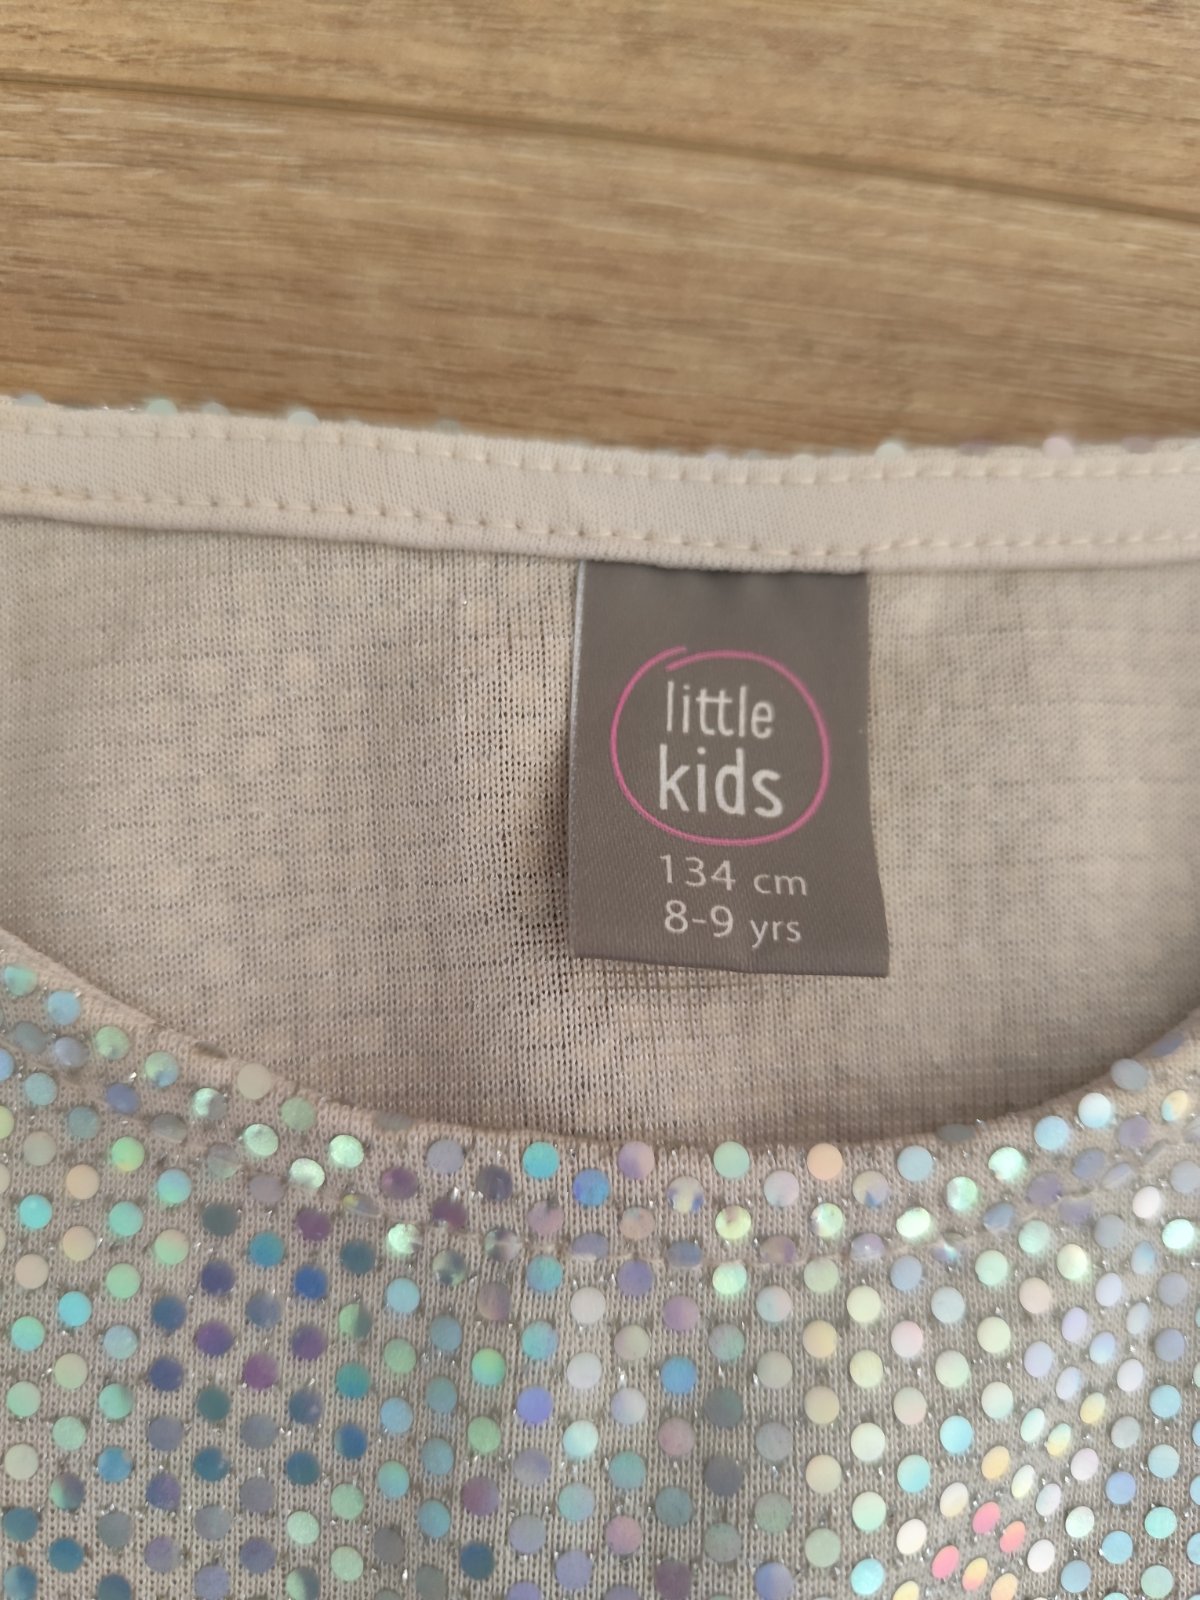 little
kids
134 cm
8-9 yrs